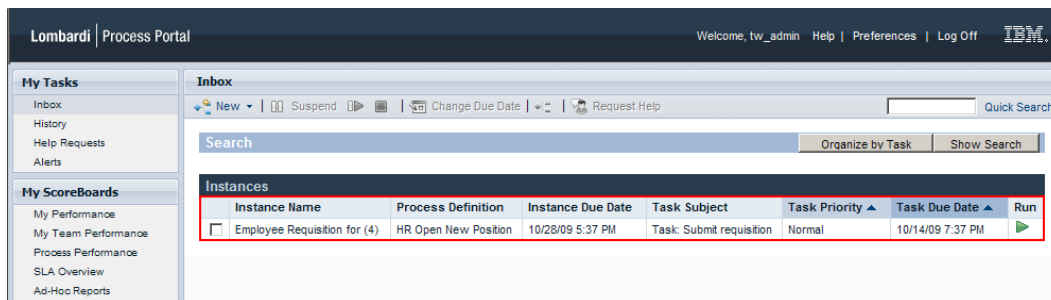 Lombardi | Process Portal
Welcome, tw_admin Help | Preferences | Log Off
IBM.
My Tasks
Inbox
History
Help Requests
Alerts
My ScoreBoards
My Performance
My Team Performance
Process Performance
SLA Overview
Ad-Hoc Reports
Inbox
New | Suspend | Change Due Date | Request Help
Quick Search
Search
Organize by Task Show Search
Instances
Instance Name Process Definition Instance Due Date Task Subject Task Priority Task Due Date Run
Employee Requisition for (4) HR Open New Position 10/28/09 5:37 PM Task: Submit requisition Normal 10/14/09 7:37 PM